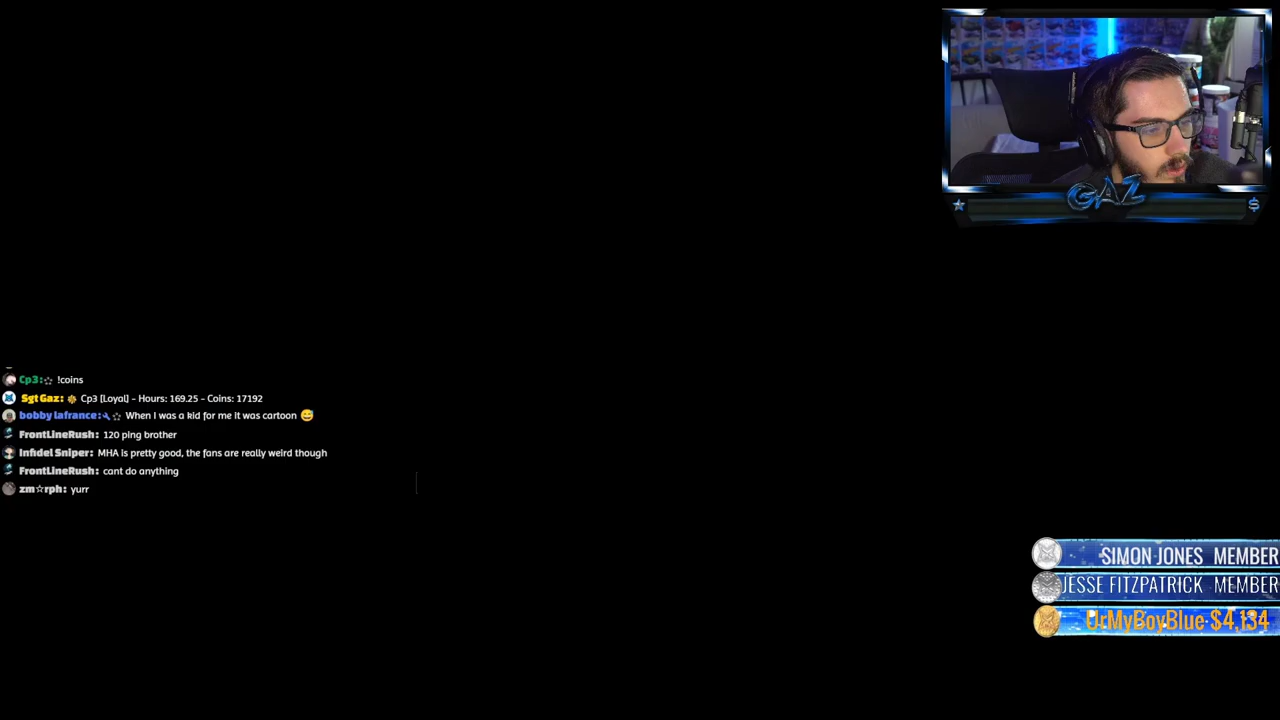 GAZ
$
Cp3: !coins
Sgt Gaz: Cp3 [Loyal] - Hours: 169.25 - Coins: 17192
bobby lafrance: When I was a kid for me it was cartoon 😅
FrontLineRush: 120 ping brother
Infidel Sniper: MHA is pretty good, the fans are really weird though
FrontLineRush: cant do anything
zm☆rph: yurr
SIMON JONES MEMBER
JESSE FITZPATRICK MEMBER
UrMyBoyBlue $4,134